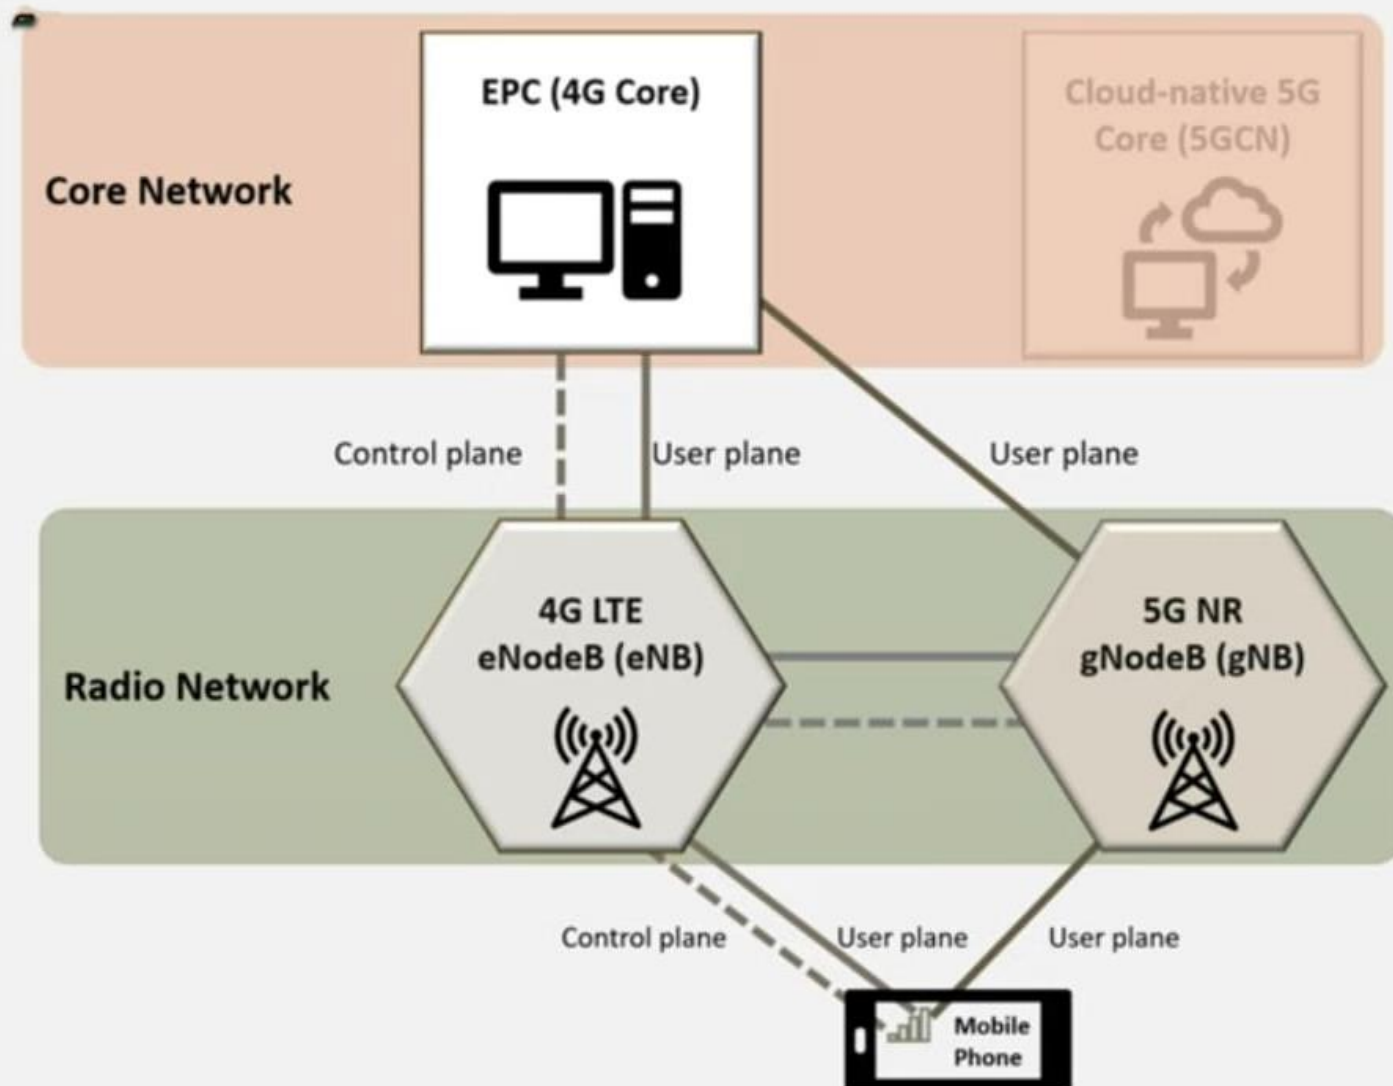 EPC (4G Core)
Cloud-native 5G
Core (5GCN)
Core Network
Control plane
User plane
User plane
4G LTE
eNodeB (eNB)
5G NR
gNodeB (gNB)
Radio Network
Control plane
User plane
User plane
Mobile
Phone